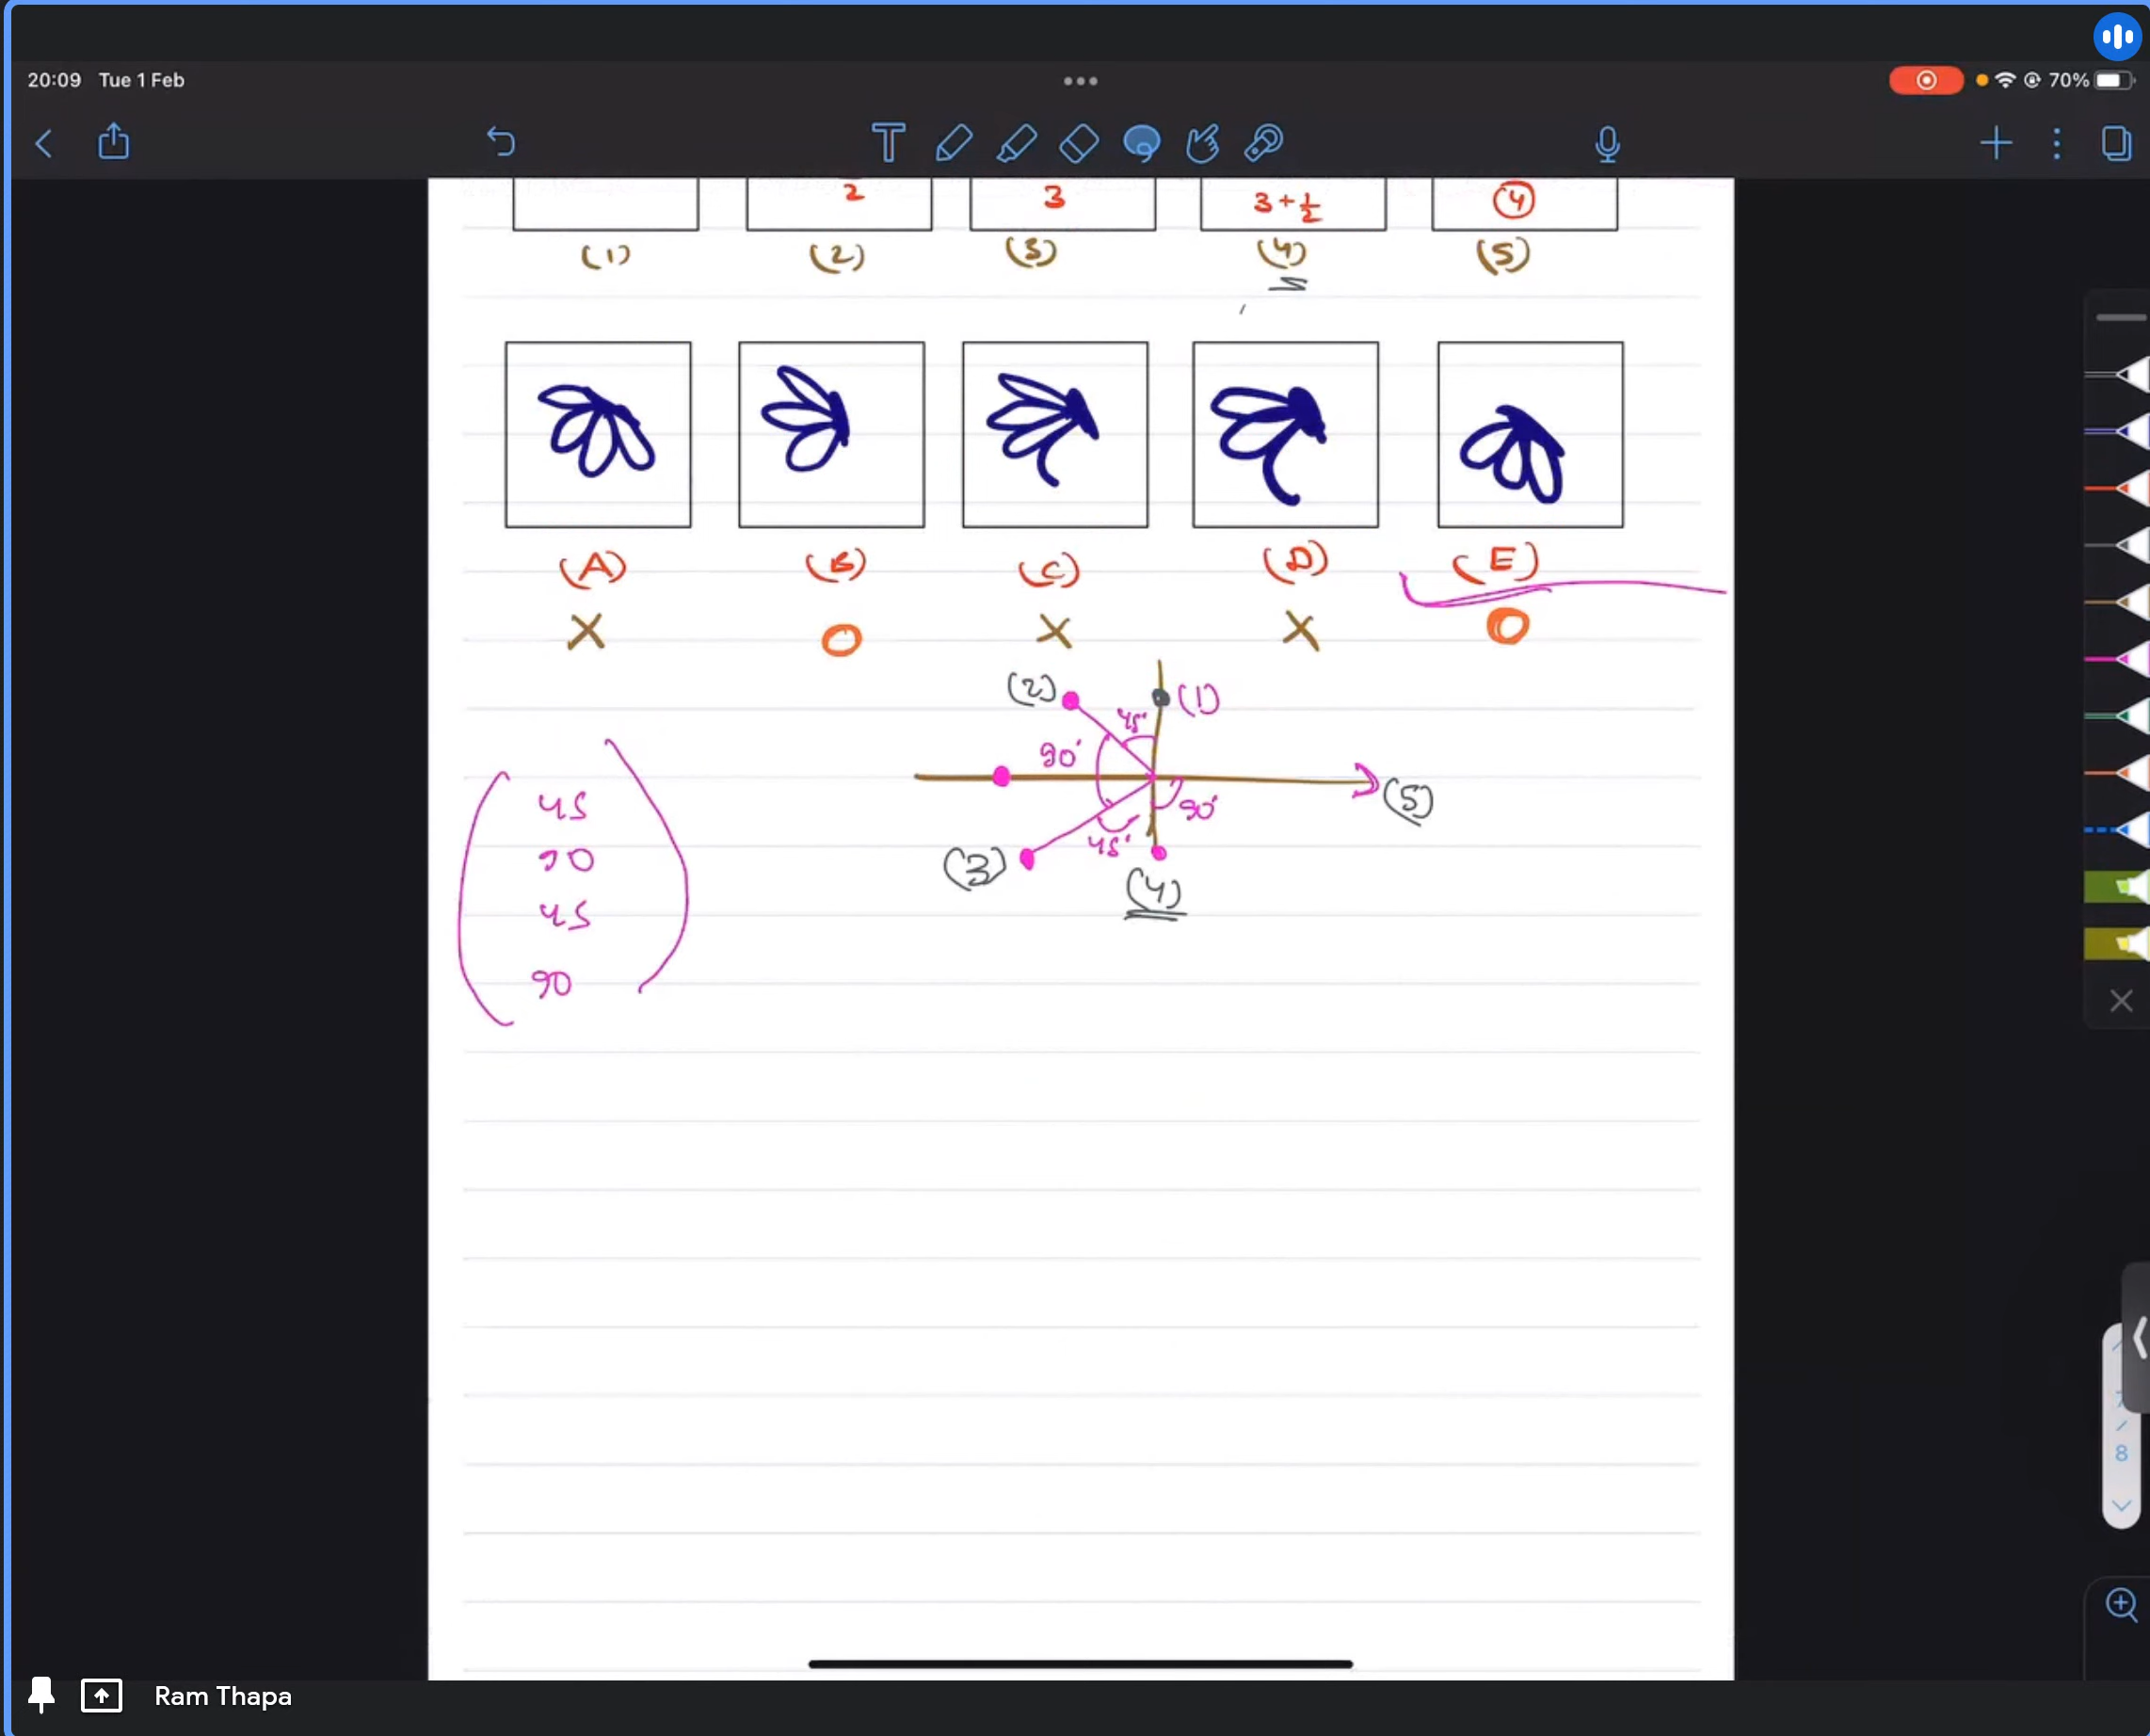 20:09 Tue 1 Feb
70%
2 3 3+½ 4
(1) (2) (3) (4) (5)
(A) (B) (C) (D) (E)
X O X X O
(2) (1)
45°
90°
(5)
90°
45°
(3)
(4)
45
90
45
90
8
Ram Thapa